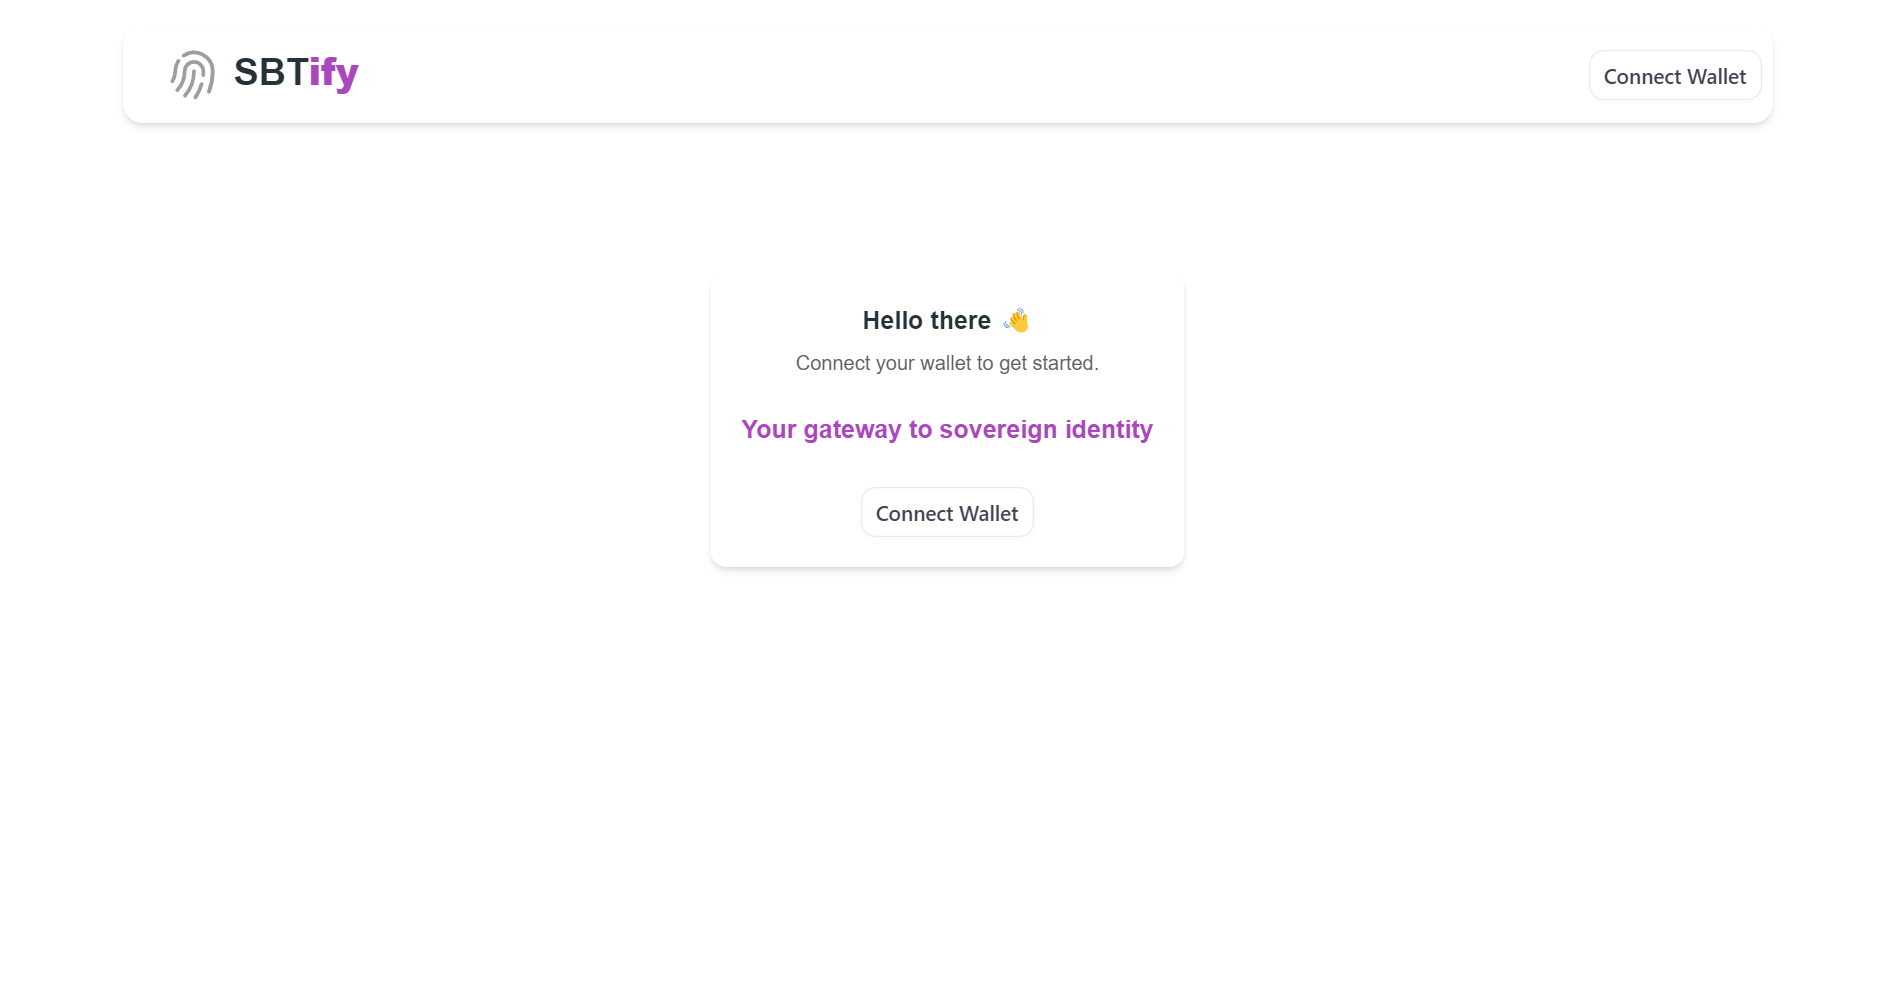 SBTify
Connect Wallet
Hello there 👋
Connect your wallet to get started.
Your gateway to sovereign identity
Connect Wallet